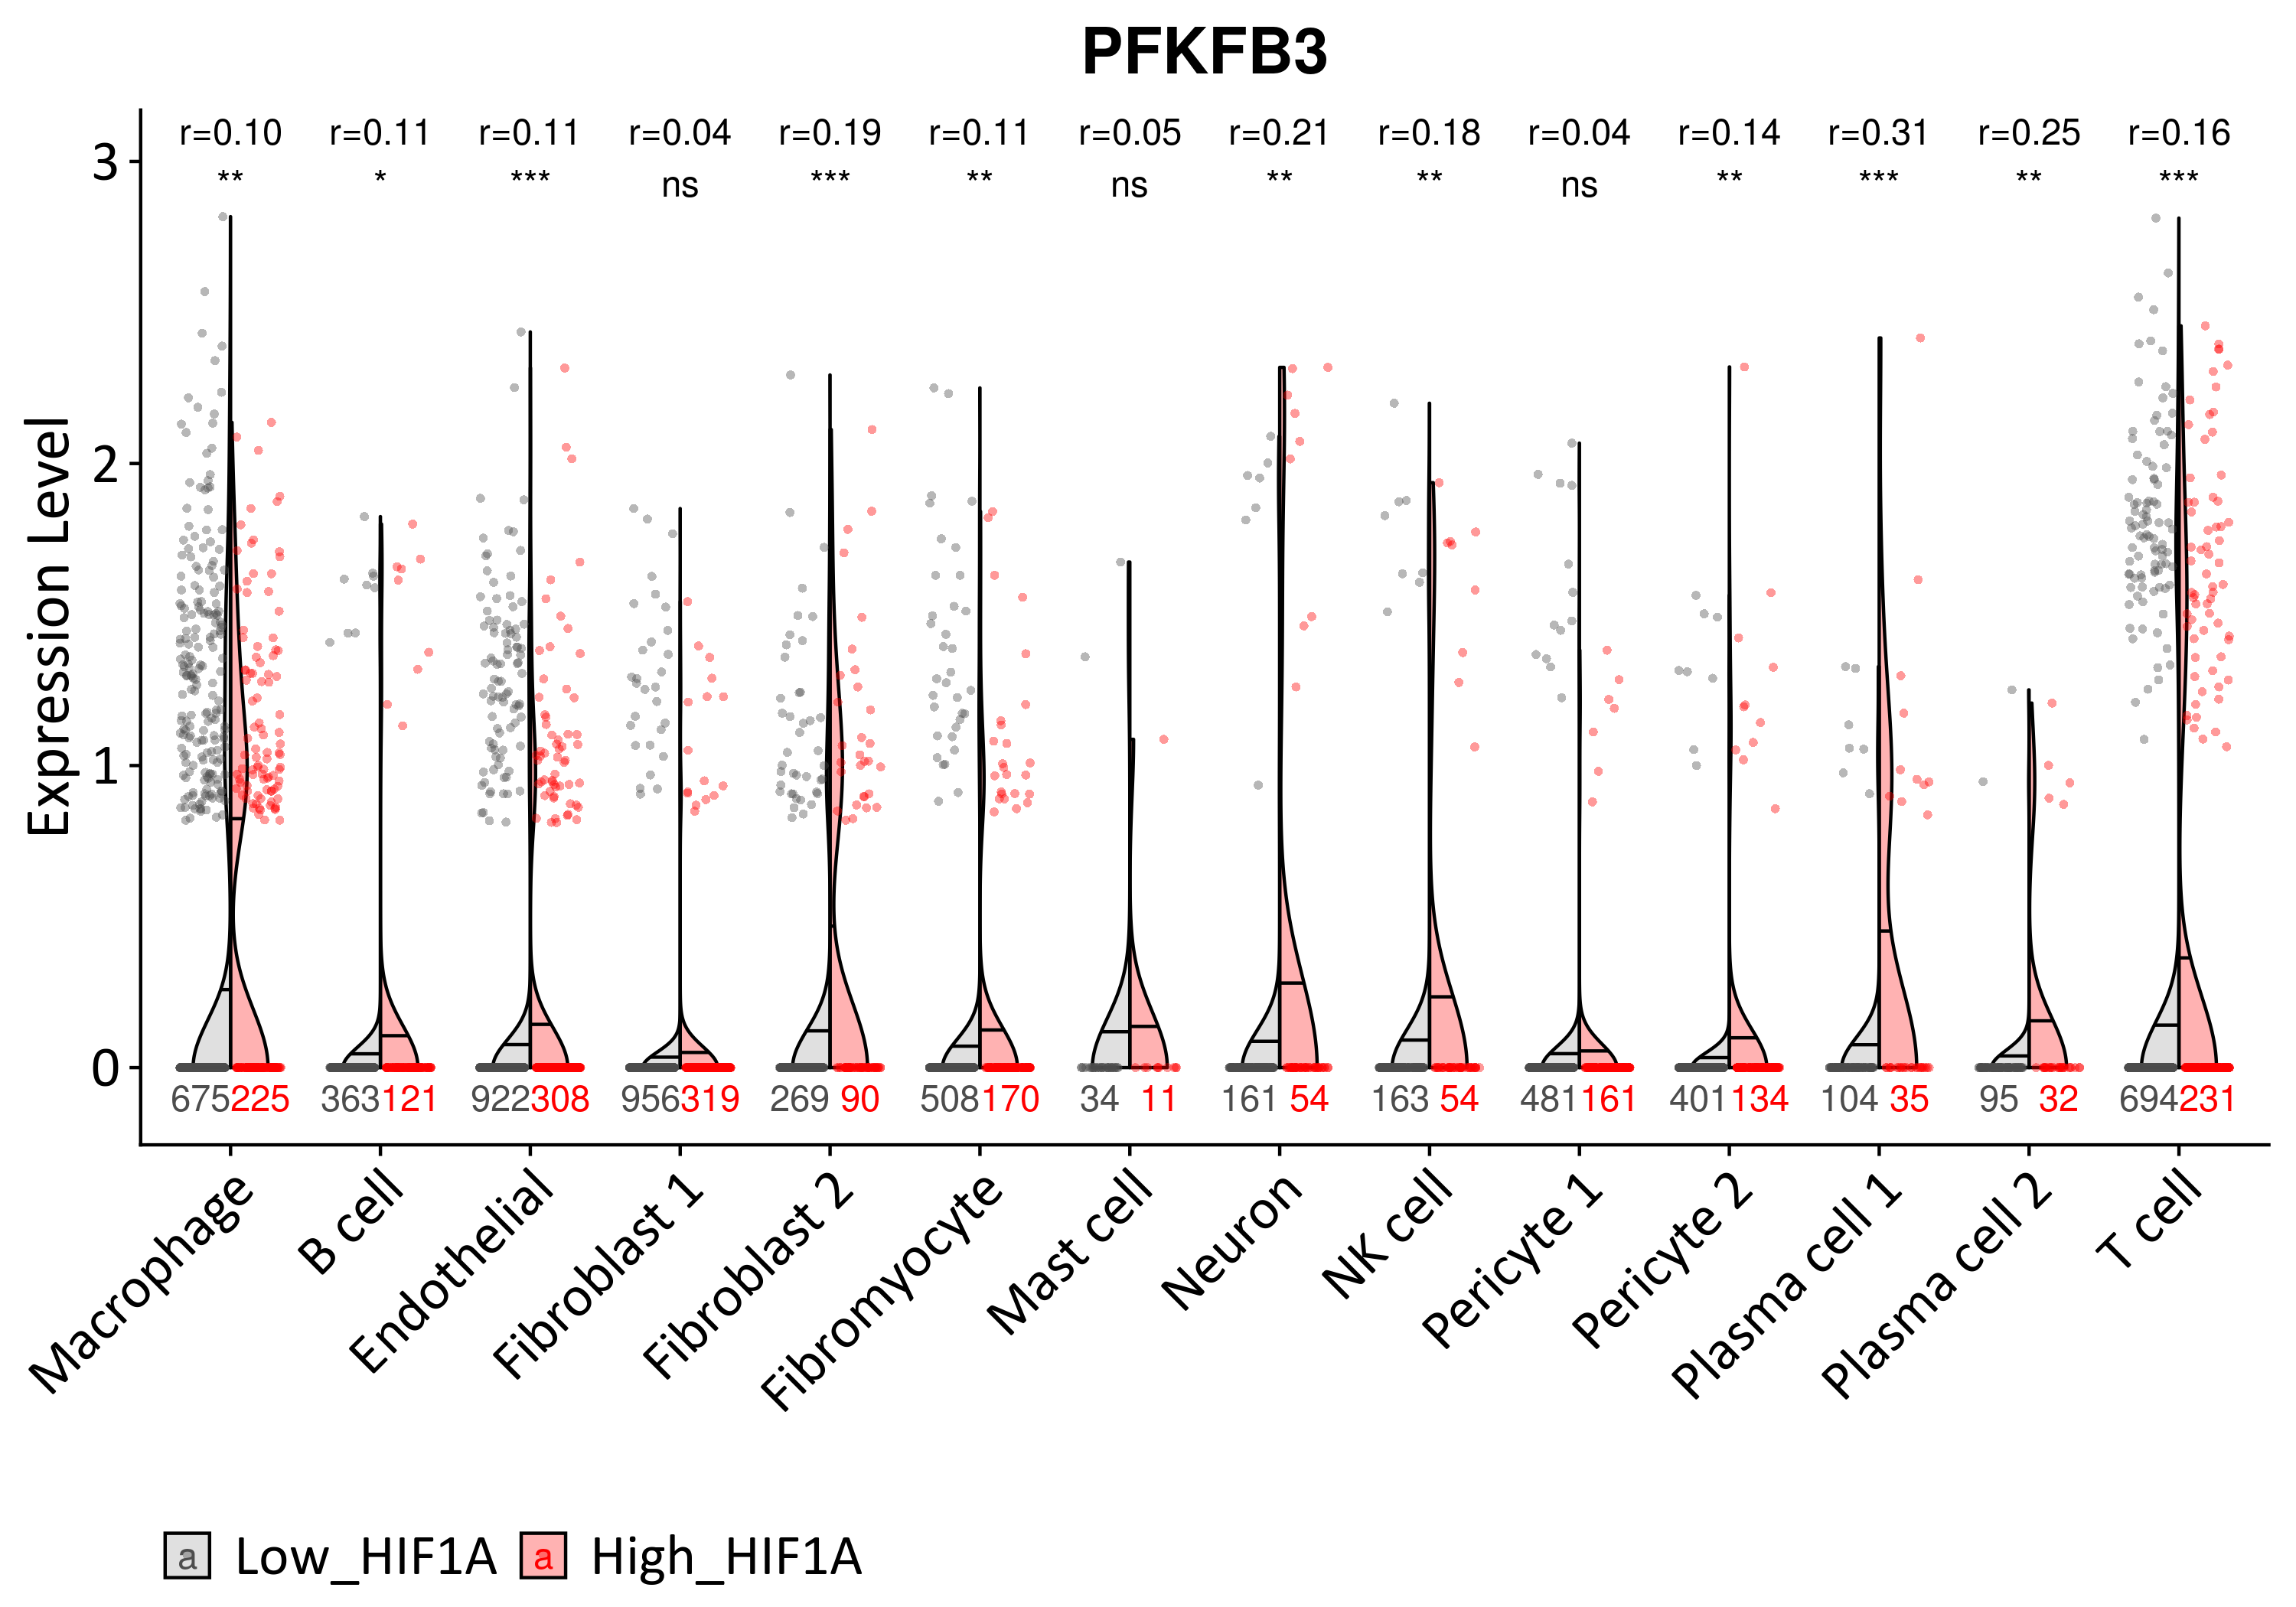 PFKFB3
r=0.10 r=0.11 r=0.11 r=0.04 r=0.19 r=0.11 r=0.05 r=0.21 r=0.18 r=0.04 r=0.14 r=0.31 r=0.25 r=0.16
** * *** ns *** ** ns ** ** ns ** *** ** ***
Expression Level
3
2
1
0
675 225 363 121 922 308 956 319 269 90 508 170 34 11 161 54 163 54 481 161 401 134 104 35 95 32 694 231
Macrophage
B cell
Endothelial
Fibroblast 1
Fibroblast 2
Fibromyocyte
Mast cell
Neuron
NK cell
Pericyte 1
Pericyte 2
Plasma cell 1
Plasma cell 2
T cell
a Low_HIF1A a High_HIF1A